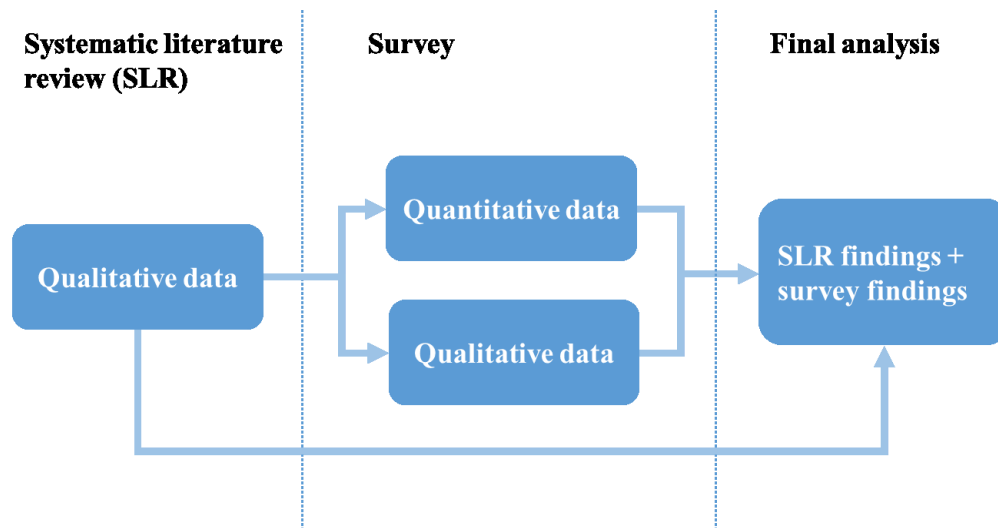 Systematic literature
review (SLR)
Survey
Final analysis
Quantitative data
Qualitative data
Qualitative data
SLR findings +
survey findings